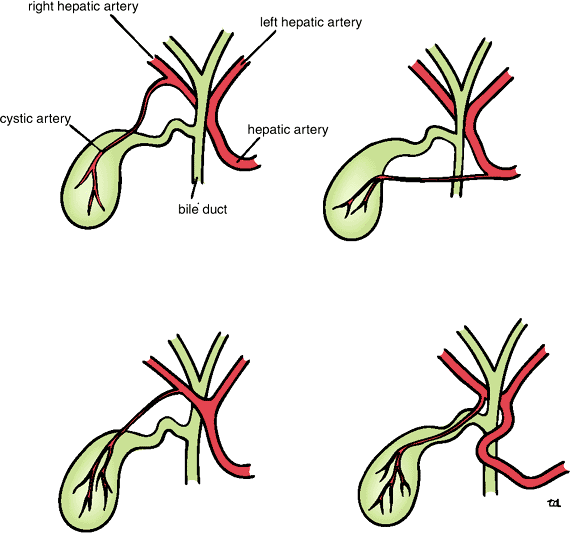 right hepatic artery
left hepatic artery
cystic artery
hepatic artery
bile duct